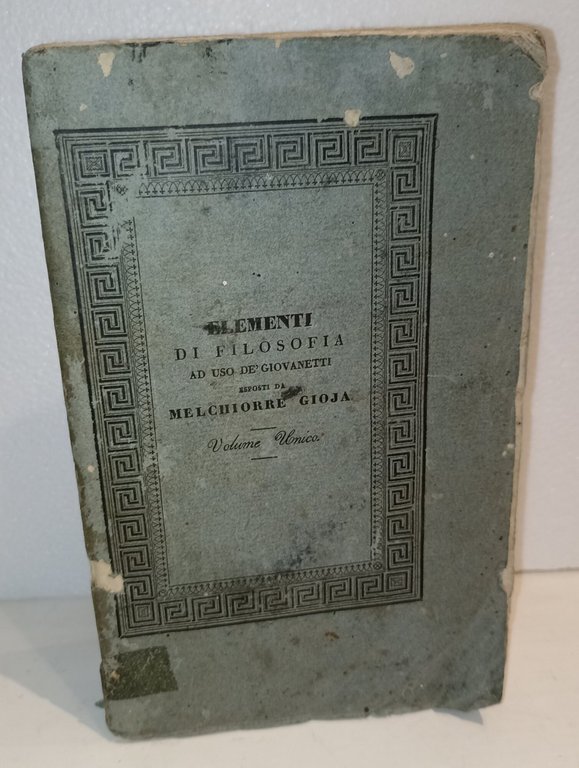 ELEMENTI
DI FILOSOFIA
AD USO DE' GIOVANETTI
ESPOSTI DA
MELCHIORRE GIOJA
Volume Unico.